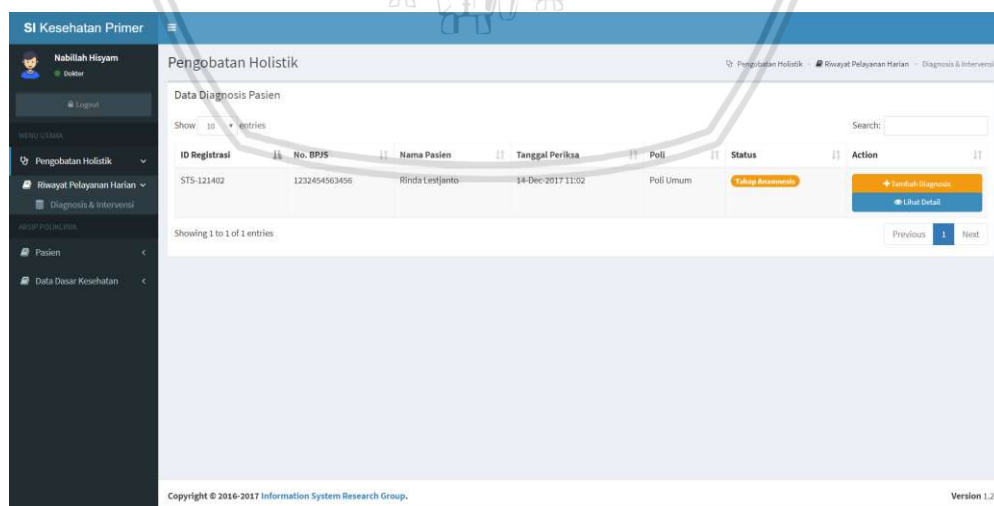 SI Kesehatan Primer
Nabillah Hisyam
Dokter
Logout
MENU UTAMA
Pengobatan Holistik
Riwayat Pelayanan Harian
Diagnosis & Intervensi
ARSIP POLIKLINIK
Pasien
Data Dasar Kesehatan
Pengobatan Holistik
Pengobatan Holistik Riwayat Pelayanan Harian Diagnosis & Intervensi
Data Diagnosis Pasien
Show 10 entries Search:
ID Registrasi No. BPJS Nama Pasien Tanggal Periksa Poli Status Action
STS-121402 1232454563456 Rinda Lestjanto 14-Dec-2017 11:02 Poli Umum Tahap Anamnesis Tambah Diagnosis
Lihat Detail
Showing 1 to 1 of 1 entries Previous 1 Next
Copyright © 2016-2017 Information System Research Group. Version 1.2